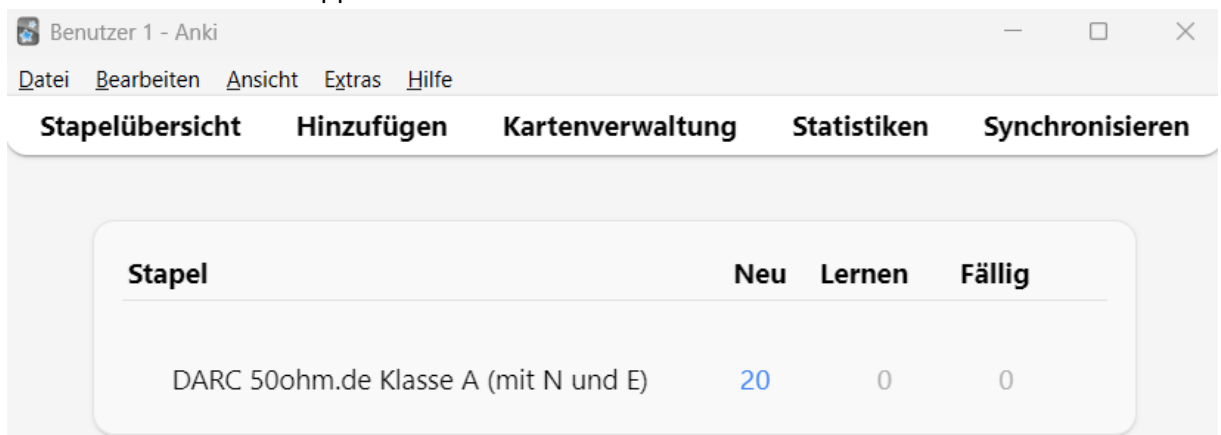 Benutzer 1 - Anki
Datei Bearbeiten Ansicht Extras Hilfe
Stapelübersicht Hinzufügen Kartenverwaltung Statistiken Synchronisieren
Stapel Neu Lernen Fällig
DARC 50ohm.de Klasse A (mit N und E) 20 0 0